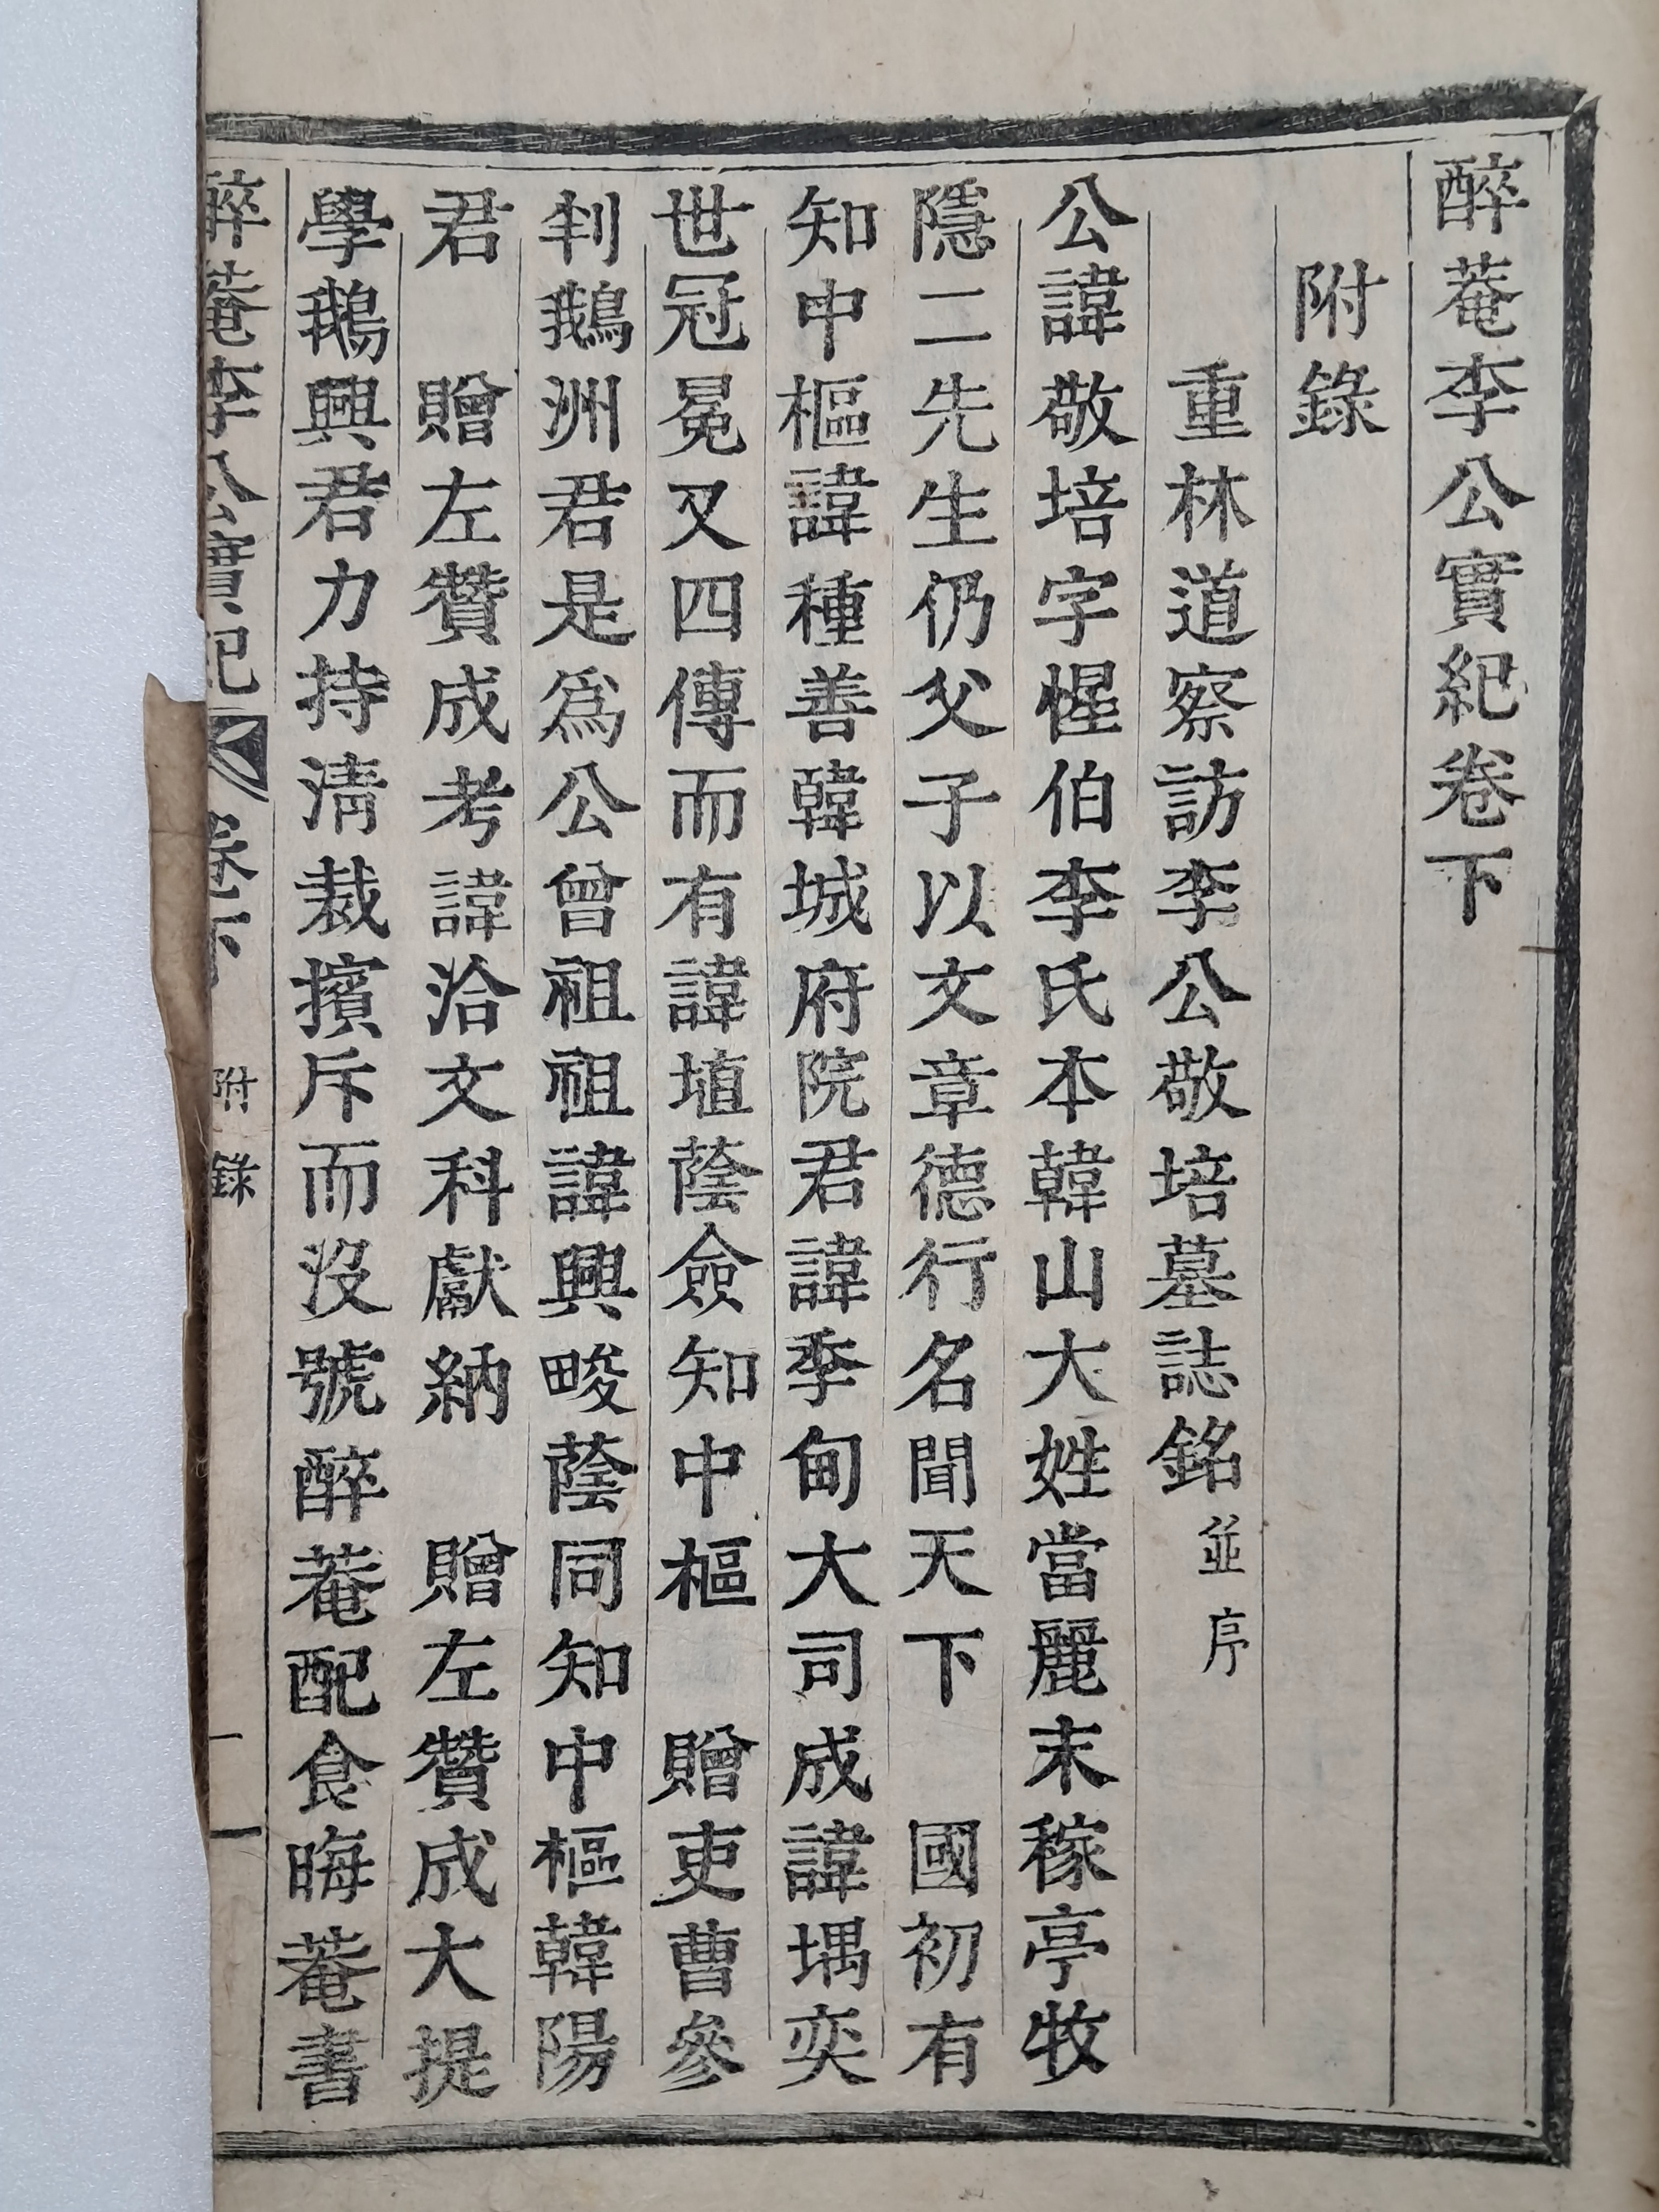 醉菴李公實紀卷下
附錄
重林道察訪李公敬培墓誌銘並序
公諱敬培字惺伯李氏本韓山大姓當麗末稼亭牧
隱二先生仍父子以文章德行名聞天下 國初有
知中樞諱種善韓城府院君諱季甸大司成諱堣奕
世冠冕又四傳而有諱埴蔭僉知中樞 贈吏曹參
判鵝洲君是爲公曾祖祖諱興畯蔭同知中樞韓陽
君 贈左贊成考諱洽文科獻納 贈左贊成大提
學鵝興君力持淸裁擯斥而沒號醉菴配食晦菴書
醉菴李公實紀 卷下 附錄 一